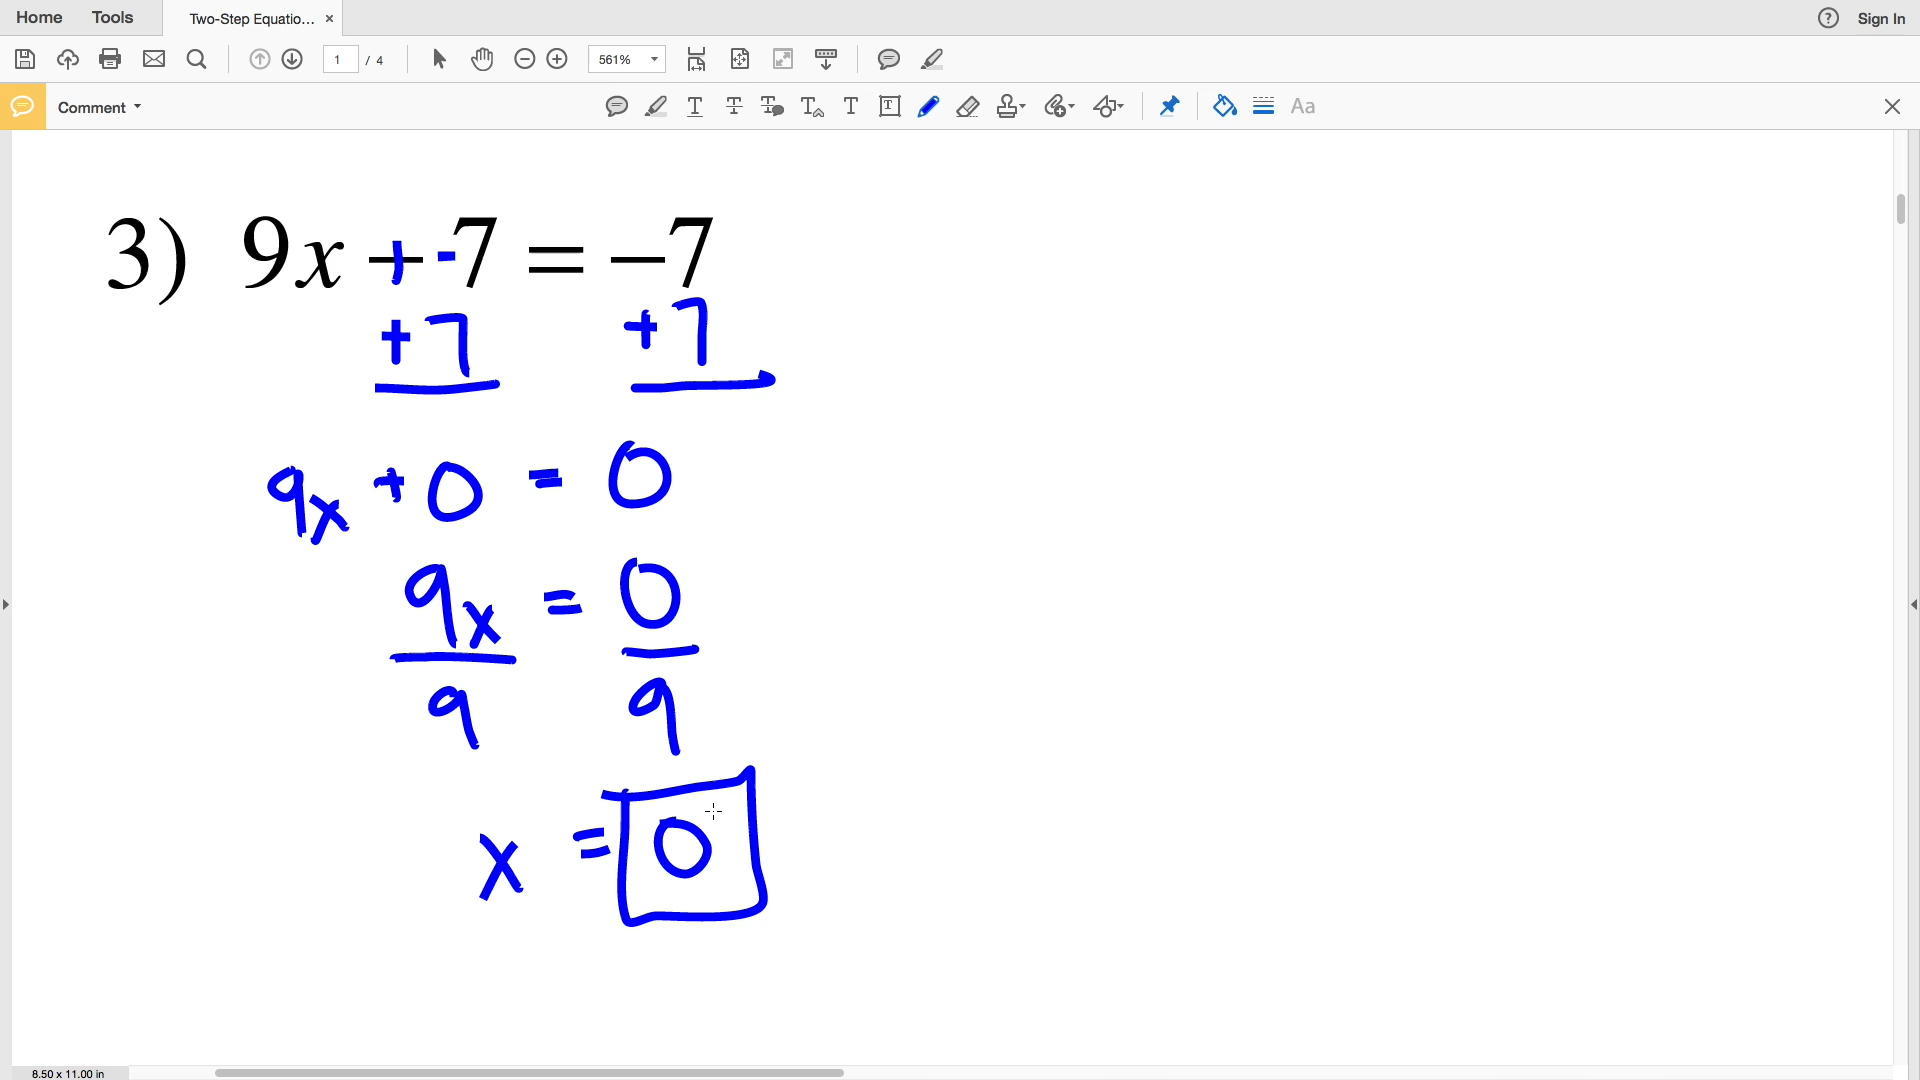 Home Tools Two-Step Equatio... × ? Sign In
1 / 4 561%
Comment T T T T T T Aa
3) 9x + -7 = -7
+7 +7
9x + 0 = 0
9x = 0
9 9
x = 0
8.50 x 11.00 in